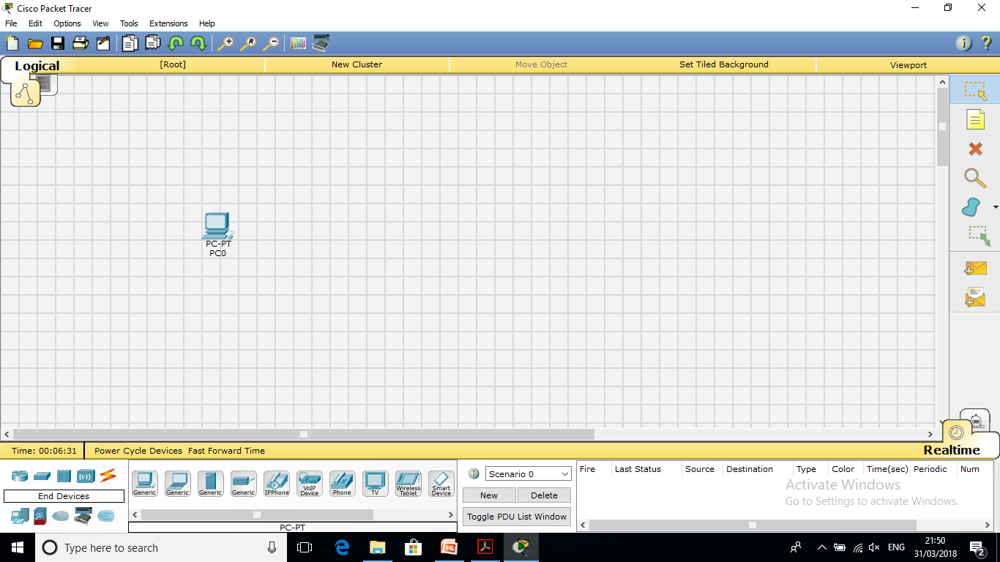 Cisco Packet Tracer
File Edit Options View Tools Extensions Help
Logical [Root] New Cluster Move Object Set Tiled Background Viewport
PC-PT
PC0
Time: 00:06:31 Power Cycle Devices Fast Forward Time Realtime
End Devices
Generic Generic Generic Generic IPPhone VoIP Device Phone TV Wireless Tablet Smart Device
PC-PT
Scenario 0
New Delete
Toggle PDU List Window
Fire Last Status Source Destination Type Color Time(sec) Periodic Num
Activate Windows
Go to Settings to activate Windows.
Type here to search
ENG
21:50
31/03/2018
2